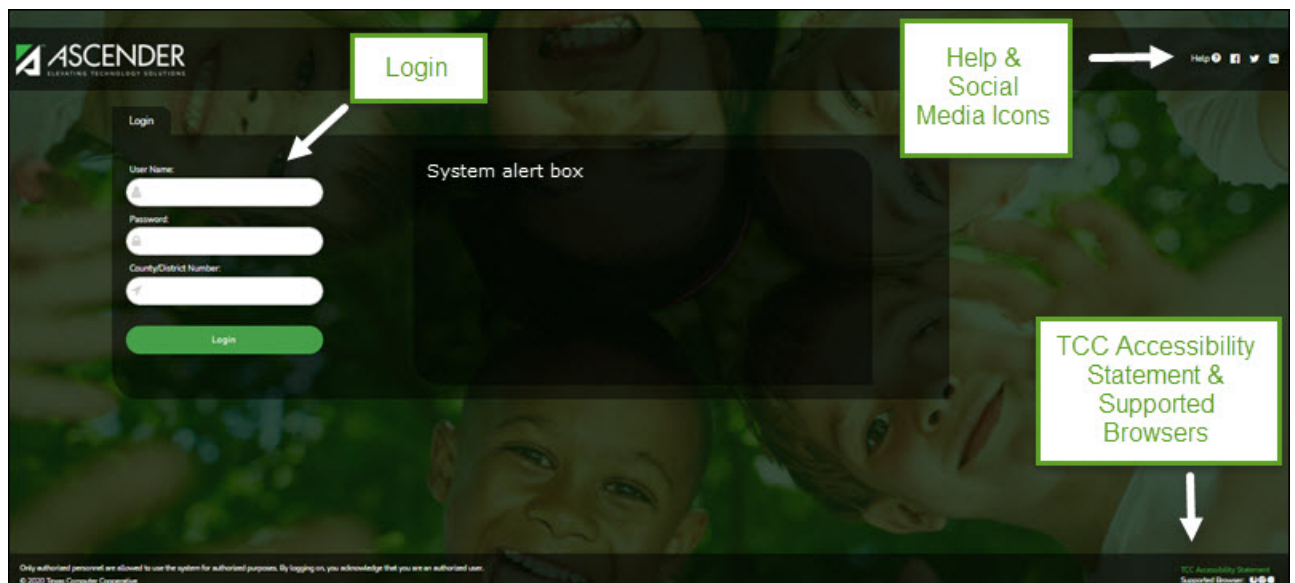 ASCENDER
ELEVATING TECHNOLOGY SOLUTIONS
Login
Help &
Social
Media Icons
Help
Login
User Name:
Password:
County/District Number:
Login
System alert box
TCC Accessibility
Statement &
Supported
Browsers
Only authorized personnel are allowed to use the system for authorized purposes. By logging on, you acknowledge that you are an authorized user.
© 2020 Texas Computer Cooperative
TCC Accessibility Statement
Supported Browser: